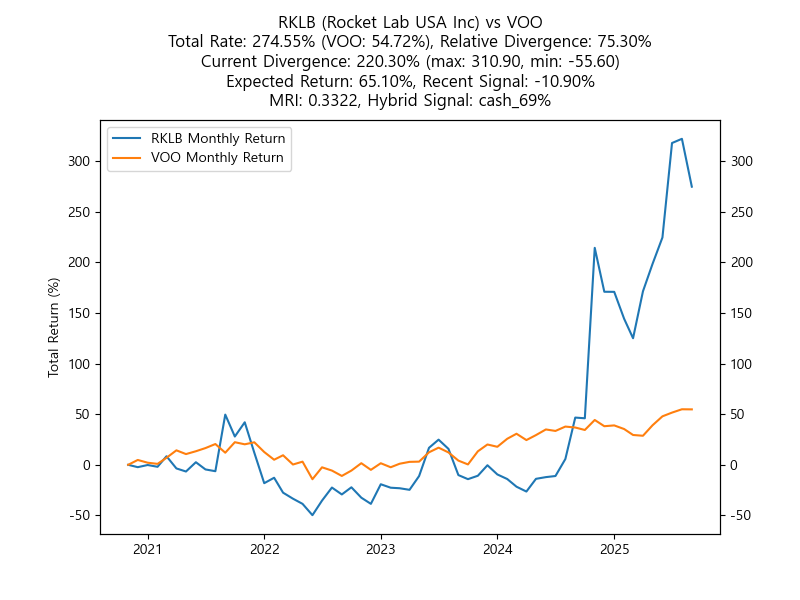 RKLB (Rocket Lab USA Inc) vs VOO
Total Rate: 274.55% (VOO: 54.72%), Relative Divergence: 75.30%
Current Divergence: 220.30% (max: 310.90, min: -55.60)
Expected Return: 65.10%, Recent Signal: -10.90%
MRI: 0.3322, Hybrid Signal: cash_69%
RKLB Monthly Return
VOO Monthly Return
Total Return (%)
300
250
200
150
100
50
0
-50
300
250
200
150
100
50
0
-50
2021 2022 2023 2024 2025